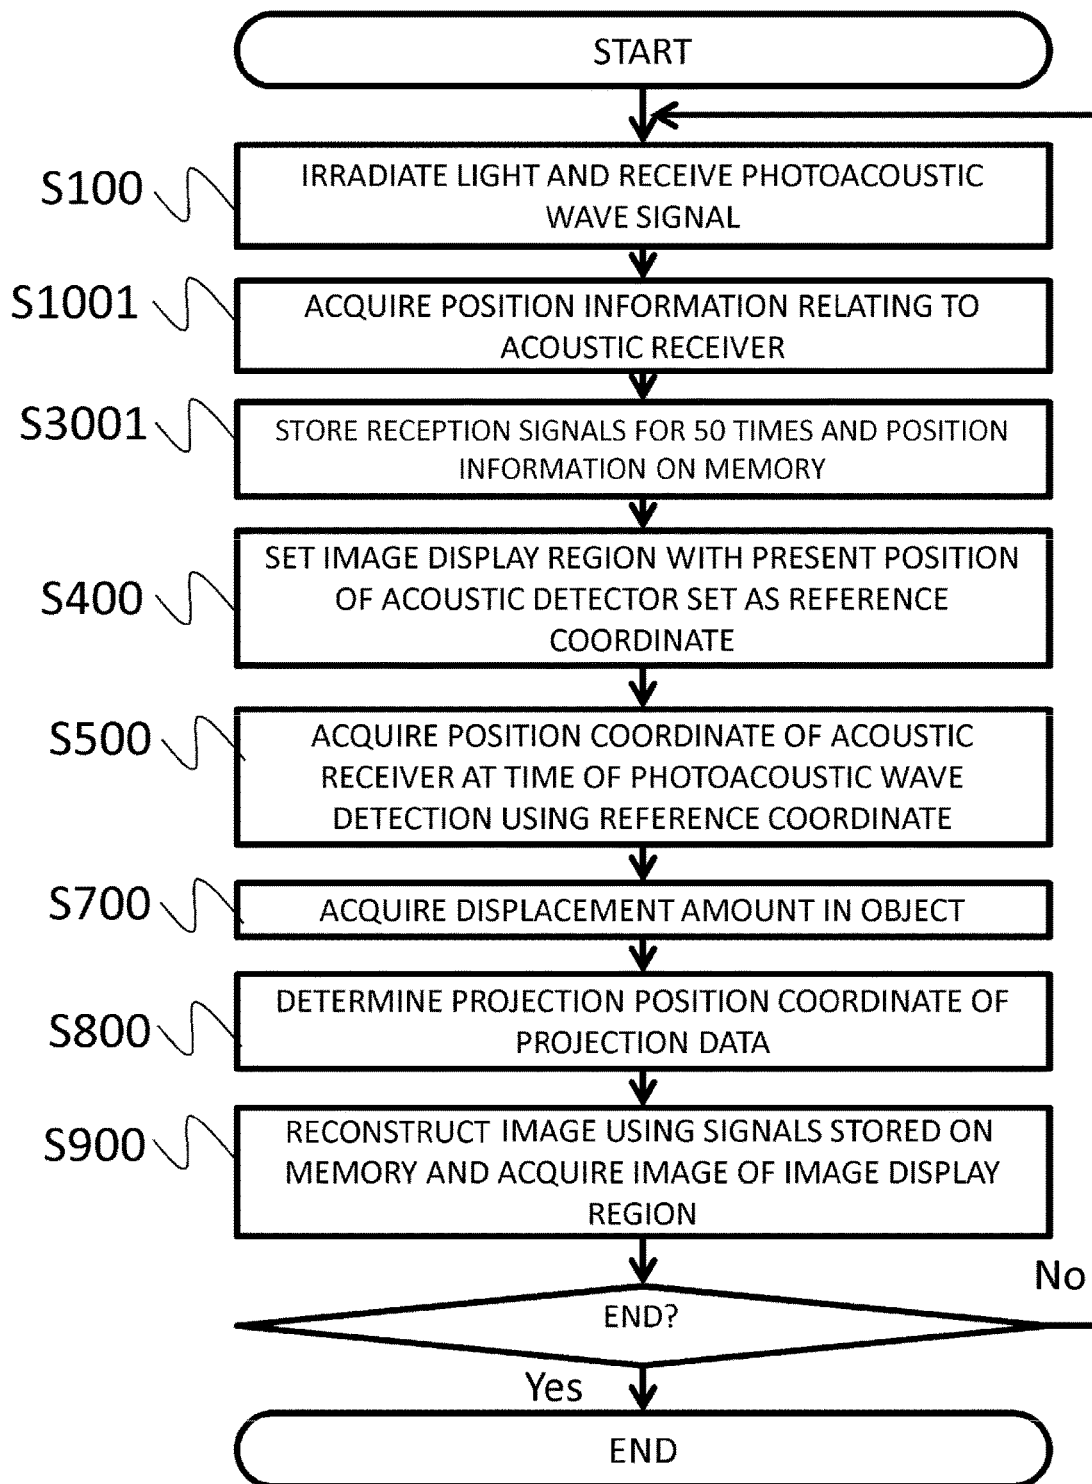 START
S100
IRRADIATE LIGHT AND RECEIVE PHOTOACOUSTIC
WAVE SIGNAL
S1001
ACQUIRE POSITION INFORMATION RELATING TO
ACOUSTIC RECEIVER
S3001
STORE RECEPTION SIGNALS FOR 50 TIMES AND POSITION
INFORMATION ON MEMORY
S400
SET IMAGE DISPLAY REGION WITH PRESENT POSITION
OF ACOUSTIC DETECTOR SET AS REFERENCE
COORDINATE
S500
ACQUIRE POSITION COORDINATE OF ACOUSTIC
RECEIVER AT TIME OF PHOTOACOUSTIC WAVE
DETECTION USING REFERENCE COORDINATE
S700
ACQUIRE DISPLACEMENT AMOUNT IN OBJECT
S800
DETERMINE PROJECTION POSITION COORDINATE OF
PROJECTION DATA
S900
RECONSTRUCT IMAGE USING SIGNALS STORED ON
MEMORY AND ACQUIRE IMAGE OF IMAGE DISPLAY
REGION
No
END?
Yes
END